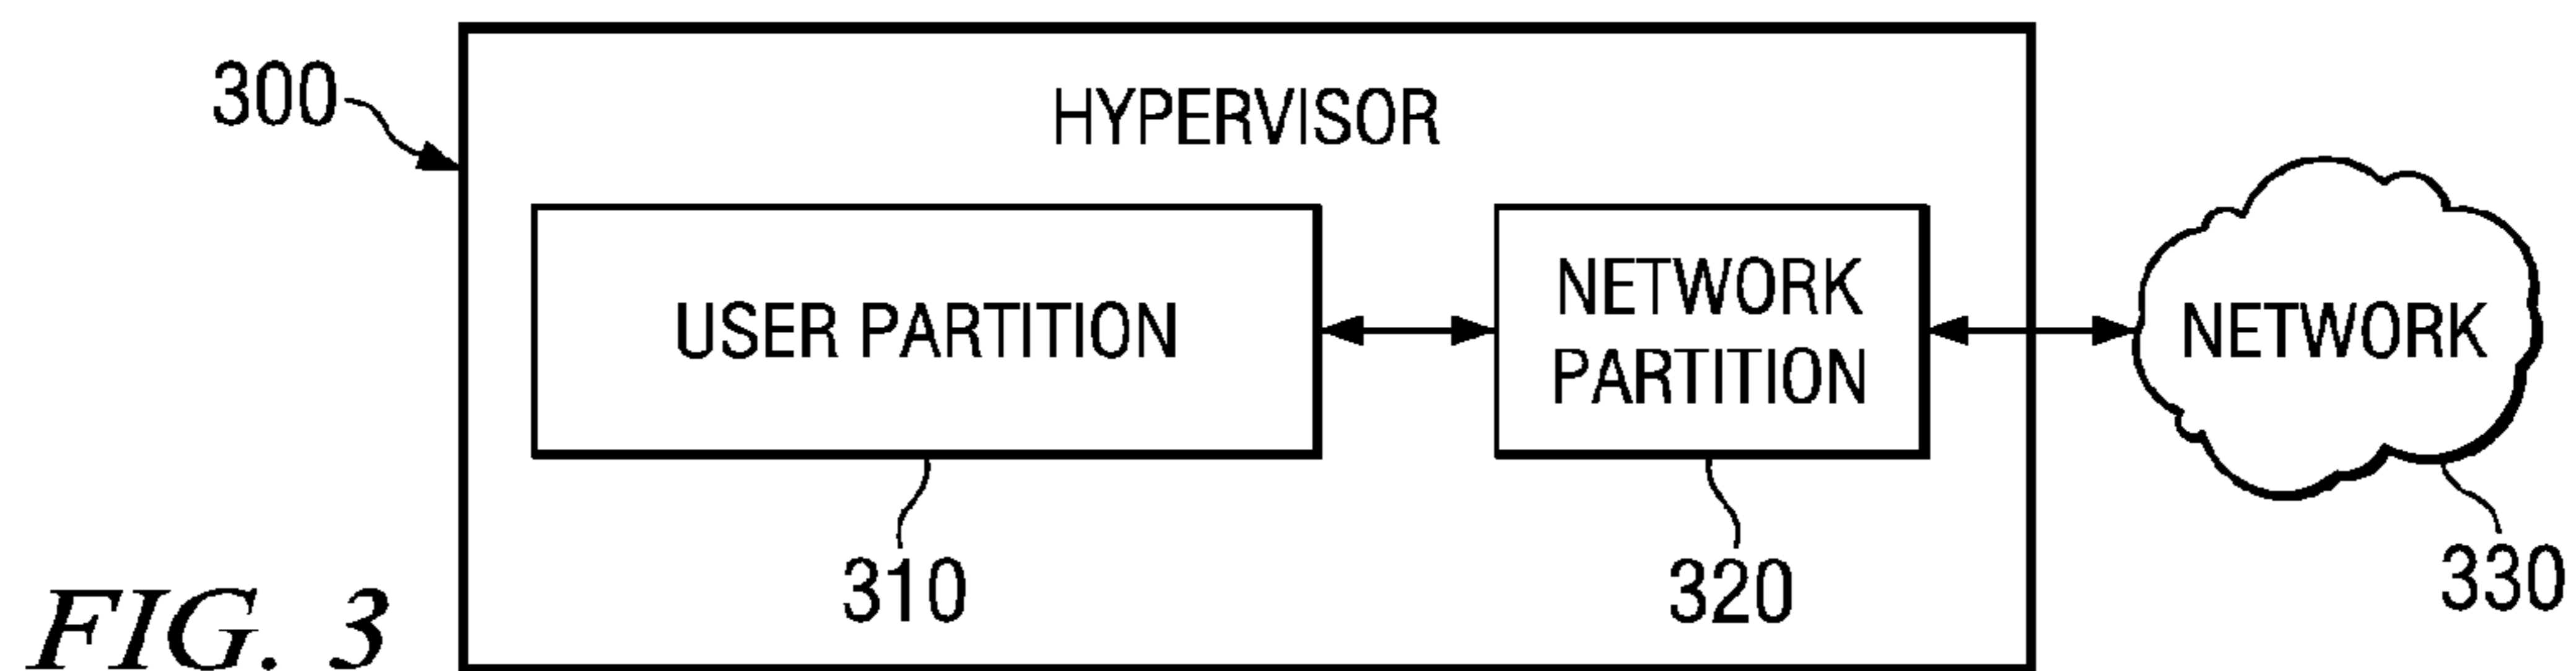 300
HYPERVISOR
USER PARTITION
NETWORK
PARTITION
NETWORK
310
320
330
FIG. 3